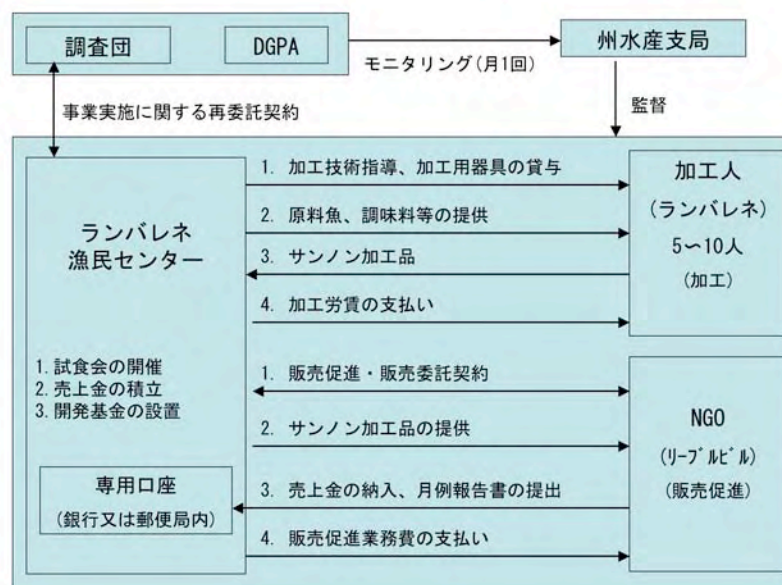 調査団
DGPA
モニタリング(月1回)
州水産支局
事業実施に関する再委託契約
監督
ランバレネ
漁民センター
1. 試食会の開催
2. 売上金の積立
3. 開発基金の設置
専用口座
(銀行又は郵便局内)
1. 加工技術指導、加工用器具の貸与
2. 原料魚、調味料等の提供
3. サンノン加工品
4. 加工労賃の支払い
加工人
(ランバレネ)
5～10人
(加工)
1. 販売促進・販売委託契約
2. サンノン加工品の提供
3. 売上金の納入、月例報告書の提出
4. 販売促進業務費の支払い
NGO
(ﾘｰﾌﾞﾙﾋﾞﾙ)
(販売促進)